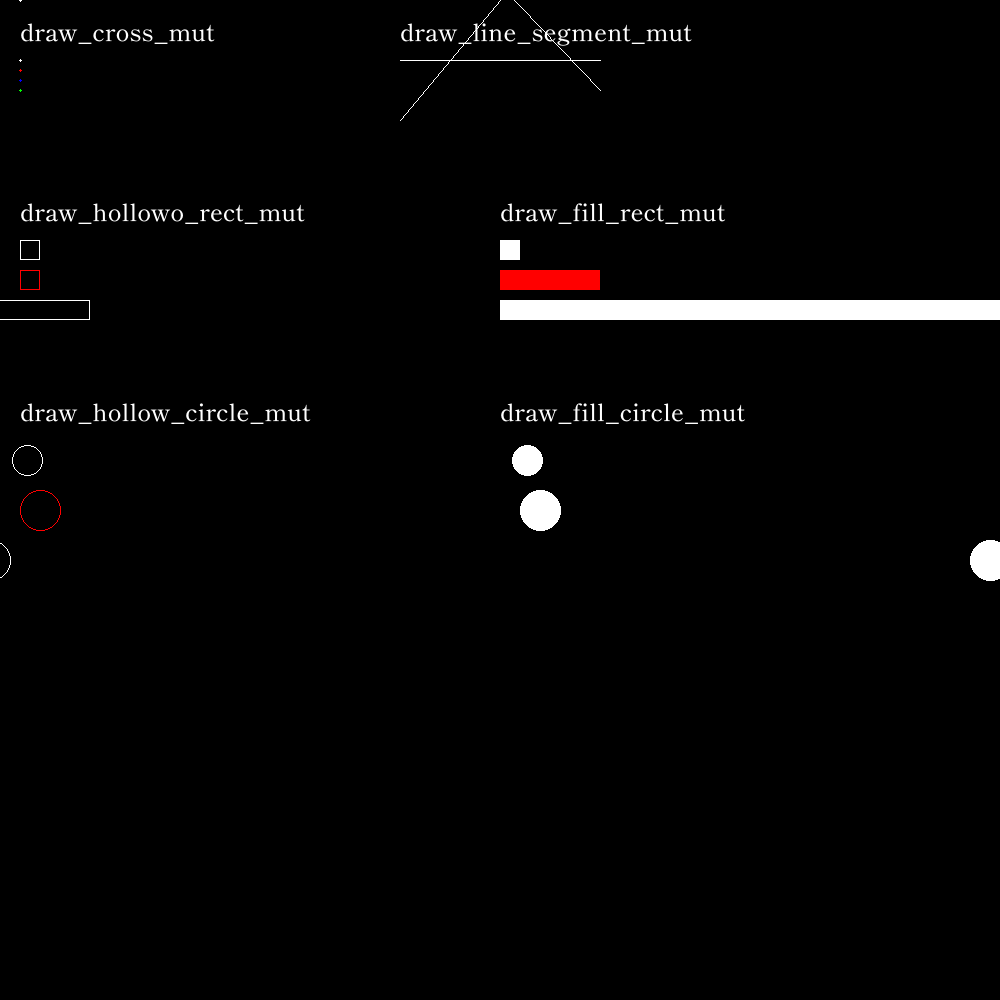 draw_cross_mut
draw_line_segment_mut
draw_hollowo_rect_mut
draw_fill_rect_mut
draw_hollow_circle_mut
draw_fill_circle_mut